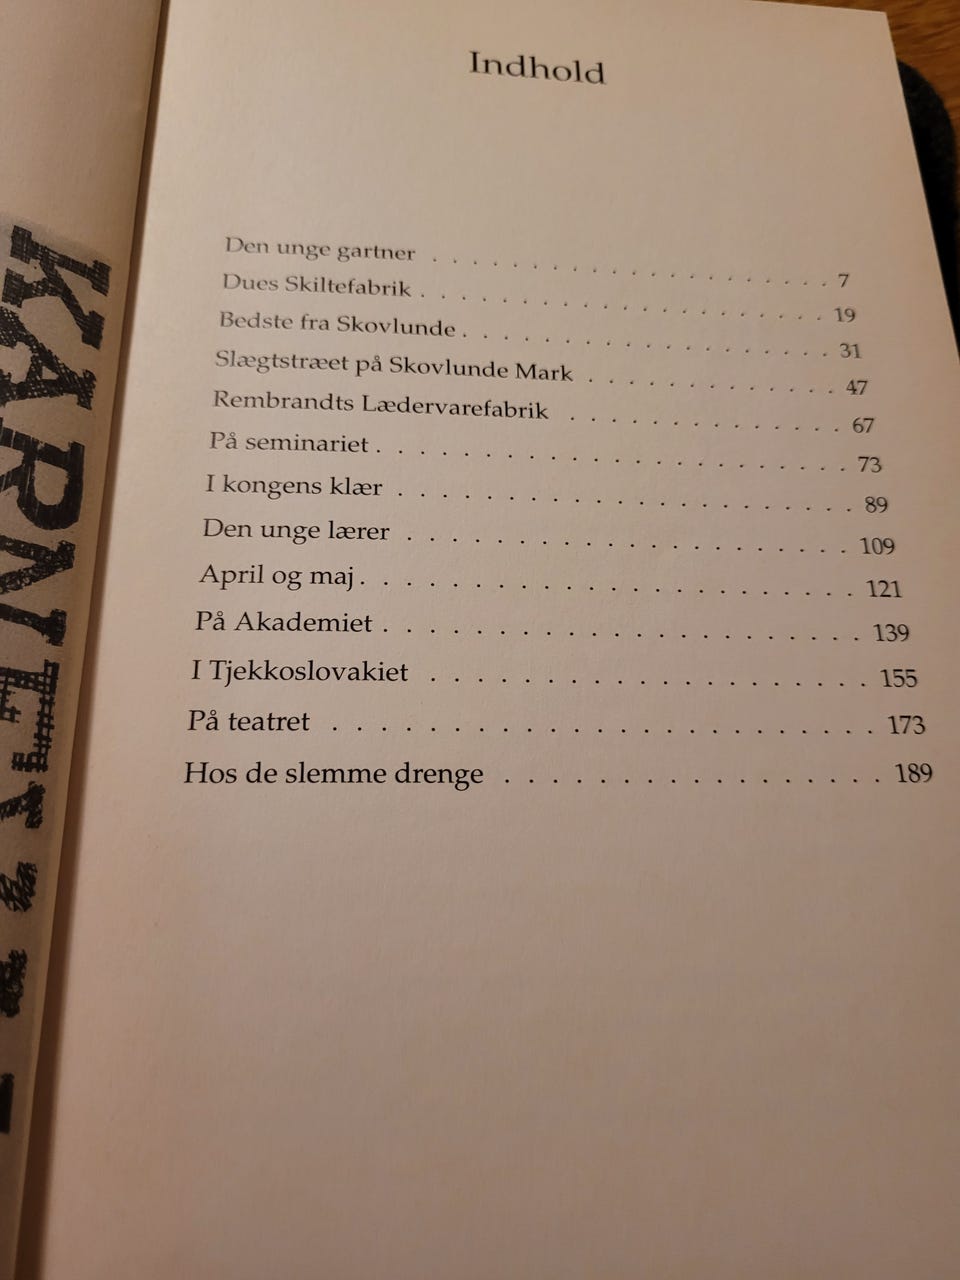 Indhold
Den unge gartner . . . . . . . . . . . . . . . . 7
Dues Skiltefabrik . . . . . . . . . . . . . . . . 19
Bedste fra Skovlunde . . . . . . . . . . . . . . 31
Slægtstræet på Skovlunde Mark . . . . . . . . . . 47
Rembrandts Lædervarefabrik . . . . . . . . . . . 67
På seminariet . . . . . . . . . . . . . . . . . . 73
I kongens klær . . . . . . . . . . . . . . . . . 89
Den unge lærer . . . . . . . . . . . . . . . . . 109
April og maj . . . . . . . . . . . . . . . . . . 121
På Akademiet . . . . . . . . . . . . . . . . . . 139
I Tjekkoslovakiet . . . . . . . . . . . . . . . . 155
På teatret . . . . . . . . . . . . . . . . . . . 173
Hos de slemme drenge . . . . . . . . . . . . . . 189